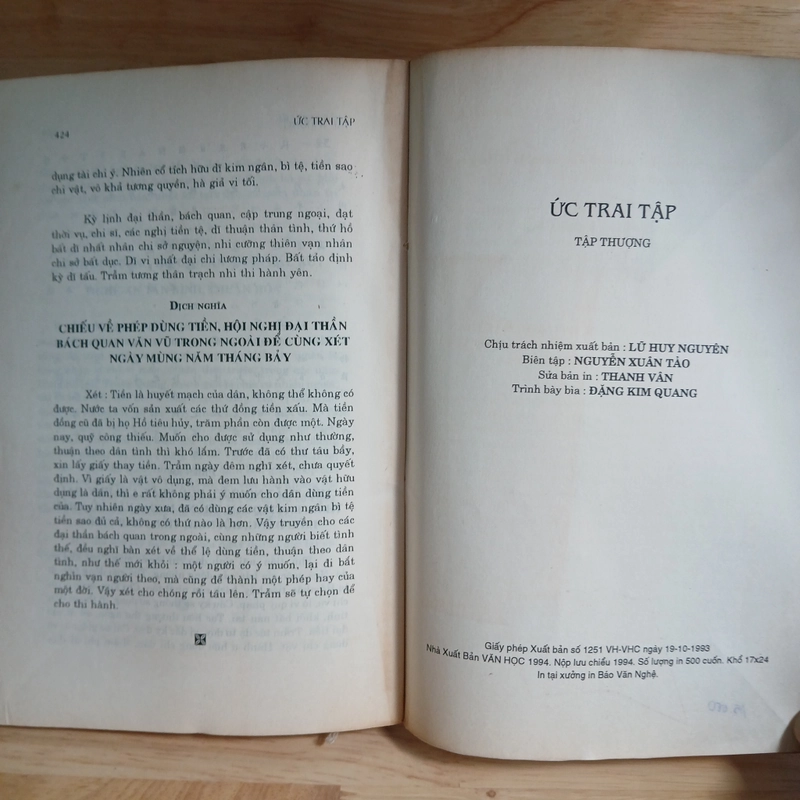 424
ỨC TRAI TẬP
dụng tài chi ý. Nhiên cổ tích hữu dĩ kim ngân, bì tệ, tiền sao
chi vật, vô khả tương quyền, hà giả vi tối.
Kỳ linh đại thần, bách quan, cập trung ngoại, đạt
thời vụ, chi sĩ, các nghị tiền tệ, dĩ thuận thần tình, thứ hồ
bất dĩ nhất nhân chi sở nguyện, nhi cưỡng thiên vạn nhân
chi sở bất dục. Dĩ vi nhất đại chi lương pháp. Bất tảo định
kỳ dĩ tấu. Trẫm tương thân trạch nhi thi hành yên.
DỊCH NGHĨA
CHIẾU VỀ PHÉP DÙNG TIỀN, HỘI NGHỊ ĐẠI THẦN
BÁCH QUAN VĂN VŨ TRONG NGOÀI ĐỂ CÙNG XÉT
NGÀY MÙNG NĂM THÁNG BẢY
Xét : Tiền là huyết mạch của dân, không thể không có
được. Nước ta vốn sản xuất các thứ đồng tiền xấu. Mà tiền
đồng cũ đã bị họ Hồ tiêu hủy, trăm phần còn được một. Ngày
nay, quỹ công thiếu. Muốn cho được sử dụng như thường,
thuận theo dân tình thì khó lắm. Trước đã có thư tâu bầy,
xin lấy giấy thay tiền. Trẫm ngày đêm nghĩ xét, chưa quyết
định. Vì giấy là vật vô dụng, mà đem lưu hành vào vật hữu
dụng là dân, thì e rất không phải ý muốn cho dân dùng tiền
của. Tuy nhiên ngày xưa, đã có dùng các vật kim ngân bì tệ
tiền sao đủ cả, không có thứ nào là hơn. Vậy truyền cho các
đại thần bách quan trong ngoài, cùng những người biết tình
thế, đều nghĩ bàn xét về thể lệ dùng tiền, thuận theo dân
tình, như thế mới khỏi : một người có ý muốn, lại đi bắt
nghìn vạn người theo, mà cũng để thành một phép hay của
một đời. Vậy xét cho chóng rồi tâu lên. Trẫm sẽ tự chọn để
cho thi hành.
ỨC TRAI TẬP
TẬP THƯỢNG
Chịu trách nhiệm xuất bản : LỮ HUY NGUYÊN
Biên tập : NGUYỄN XUÂN TẢO
Sửa bản in : THANH VÂN
Trình bày bìa : ĐẶNG KIM QUANG
Giấy phép Xuất bản số 1251 VH-VHC ngày 19-10-1993
Nhà Xuất Bản VĂN HỌC 1994. Nộp lưu chiểu 1994. Số lượng in 500 cuốn. Khổ 17x24
In tại xưởng in Báo Văn Nghệ.